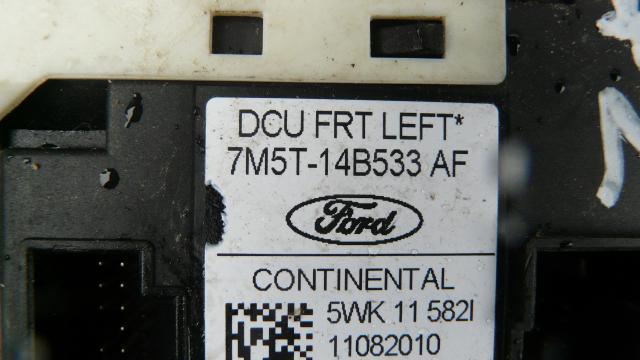 DCU FRT LEFT*
7M5T-14B533 AF
Ford
CONTINENTAL
5WK 11 582I
11082010